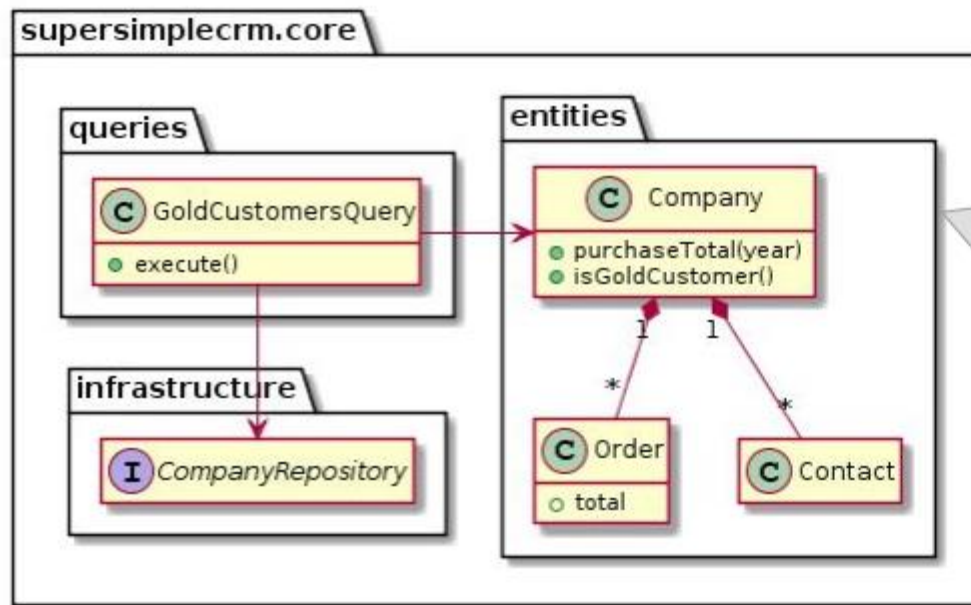 supersimplecrm.core
queries
C GoldCustomersQuery
execute()
entities
C Company
purchaseTotal(year)
isGoldCustomer()
1
1
*
*
infrastructure
I CompanyRepository
C Order
total
C Contact